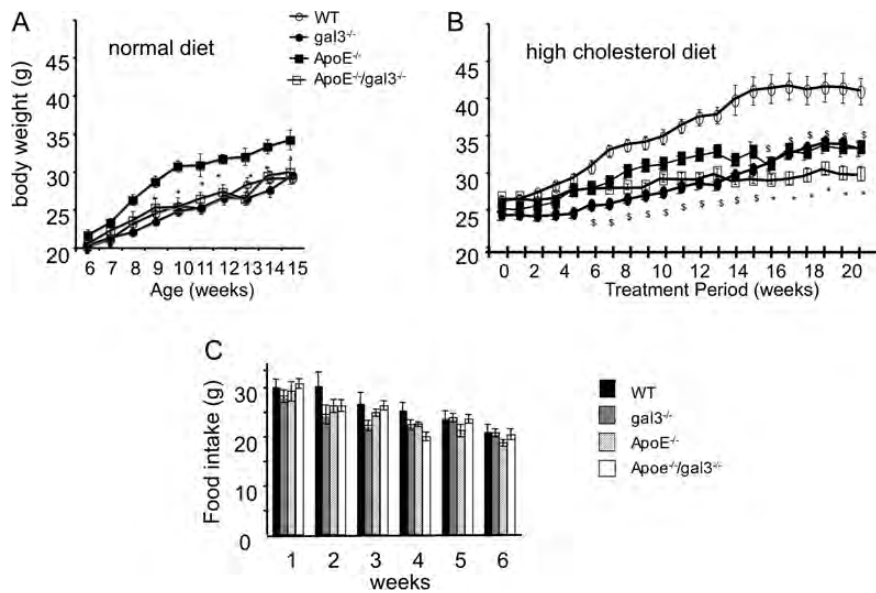 A
normal diet
WT
gal3-/-
ApoE-/-
ApoE-/-/gal3-/-
body weight (g)
45
40
35
30
25
20
6 7 8 9 10 11 12 13 14 15
Age (weeks)
B
high cholesterol diet
45
40
35
30
25
20
$ $ $ $ $
$ $ $ $ $ $ $ $ $ $ * * * * *
0 2 4 6 8 10 12 14 16 18 20
Treatment Period (weeks)
C
Food intake (g)
30
20
10
0
1 2 3 4 5 6
weeks
WT
gal3-/-
ApoE-/-
Apoe-/-/gal3-/-